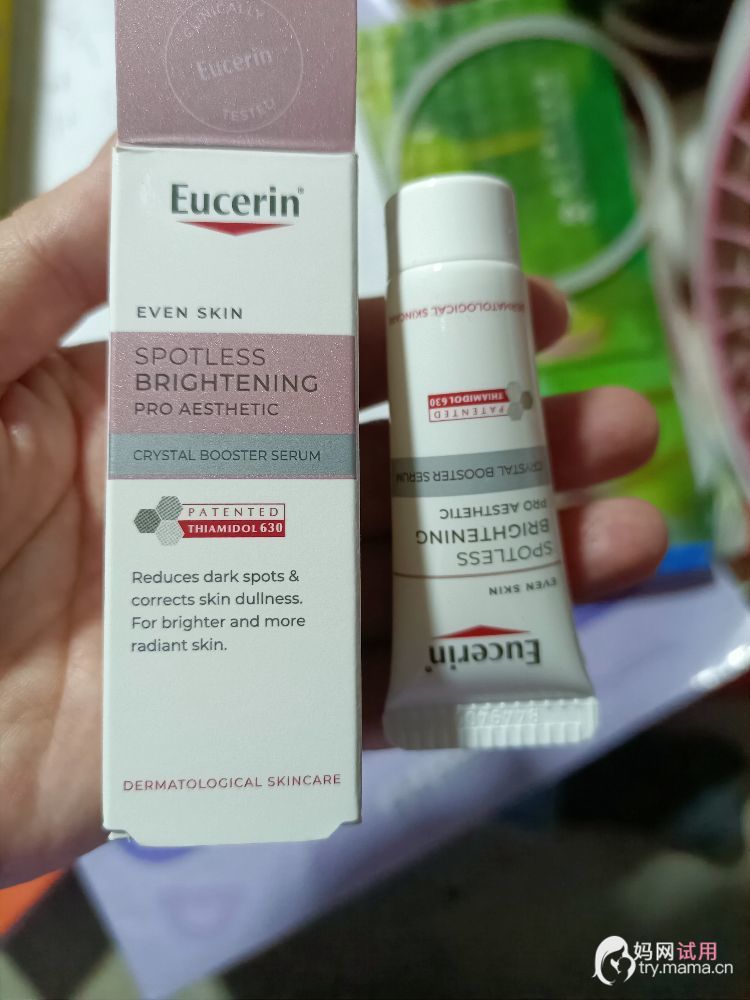 CLINICALLY
Eucerin
TESTED
Eucerin®
EVEN SKIN
SPOTLESS
BRIGHTENING
PRO AESTHETIC
CRYSTAL BOOSTER SERUM
PATENTED
THIAMIDOL 630
Reduces dark spots &
corrects skin dullness.
For brighter and more
radiant skin.
DERMATOLOGICAL SKINCARE
Eucerin®
EVEN SKIN
SPOTLESS
BRIGHTENING
PRO AESTHETIC
CRYSTAL BOOSTER SERUM
PATENTED
THIAMIDOL 630
DERMATOLOGICAL SKINCARE
妈网试用
try.mama.cn